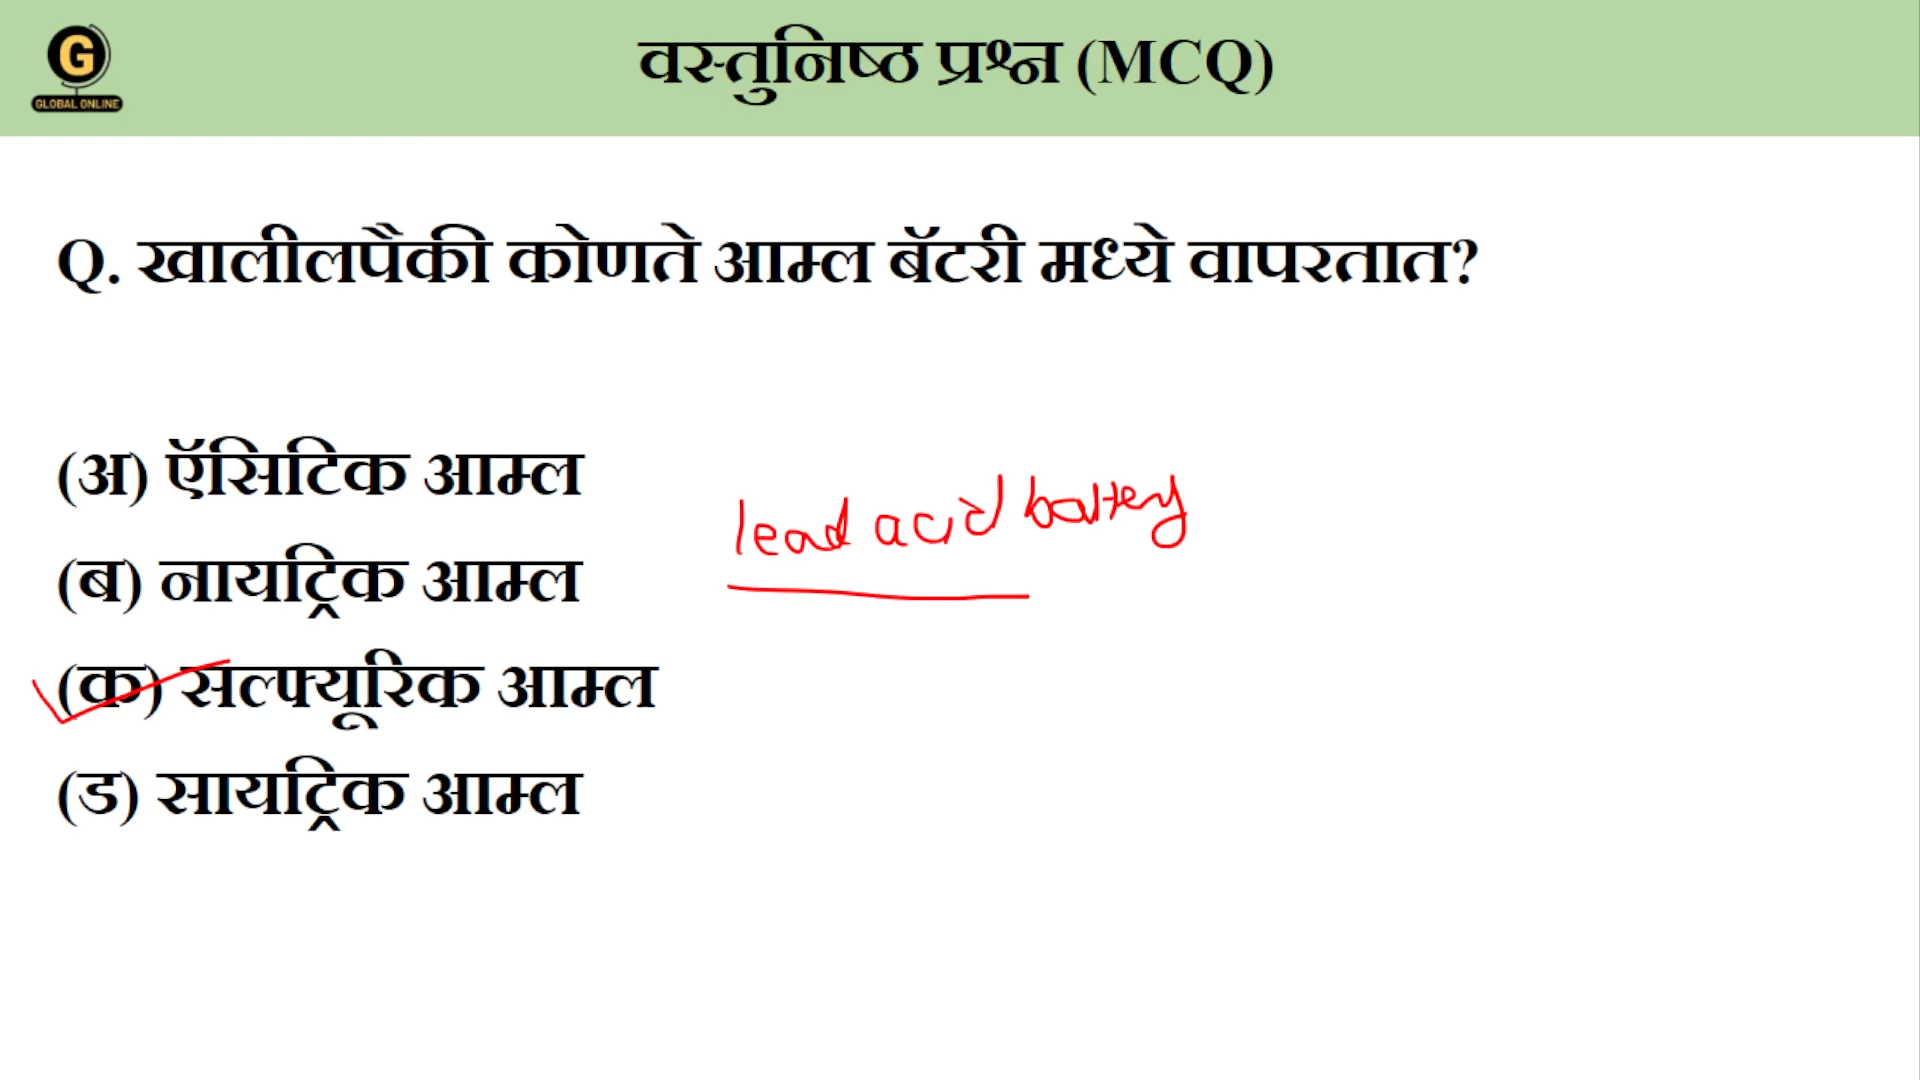 G
GLOBAL ONLINE
वस्तुनिष्ठ प्रश्न (MCQ)
Q. खालीलपैकी कोणते आम्ल बॅटरी मध्ये वापरतात?
(अ) ऍसिटिक आम्ल
lead acid battery
(ब) नायट्रिक आम्ल
(क) सल्फ्यूरिक आम्ल
(ड) सायट्रिक आम्ल